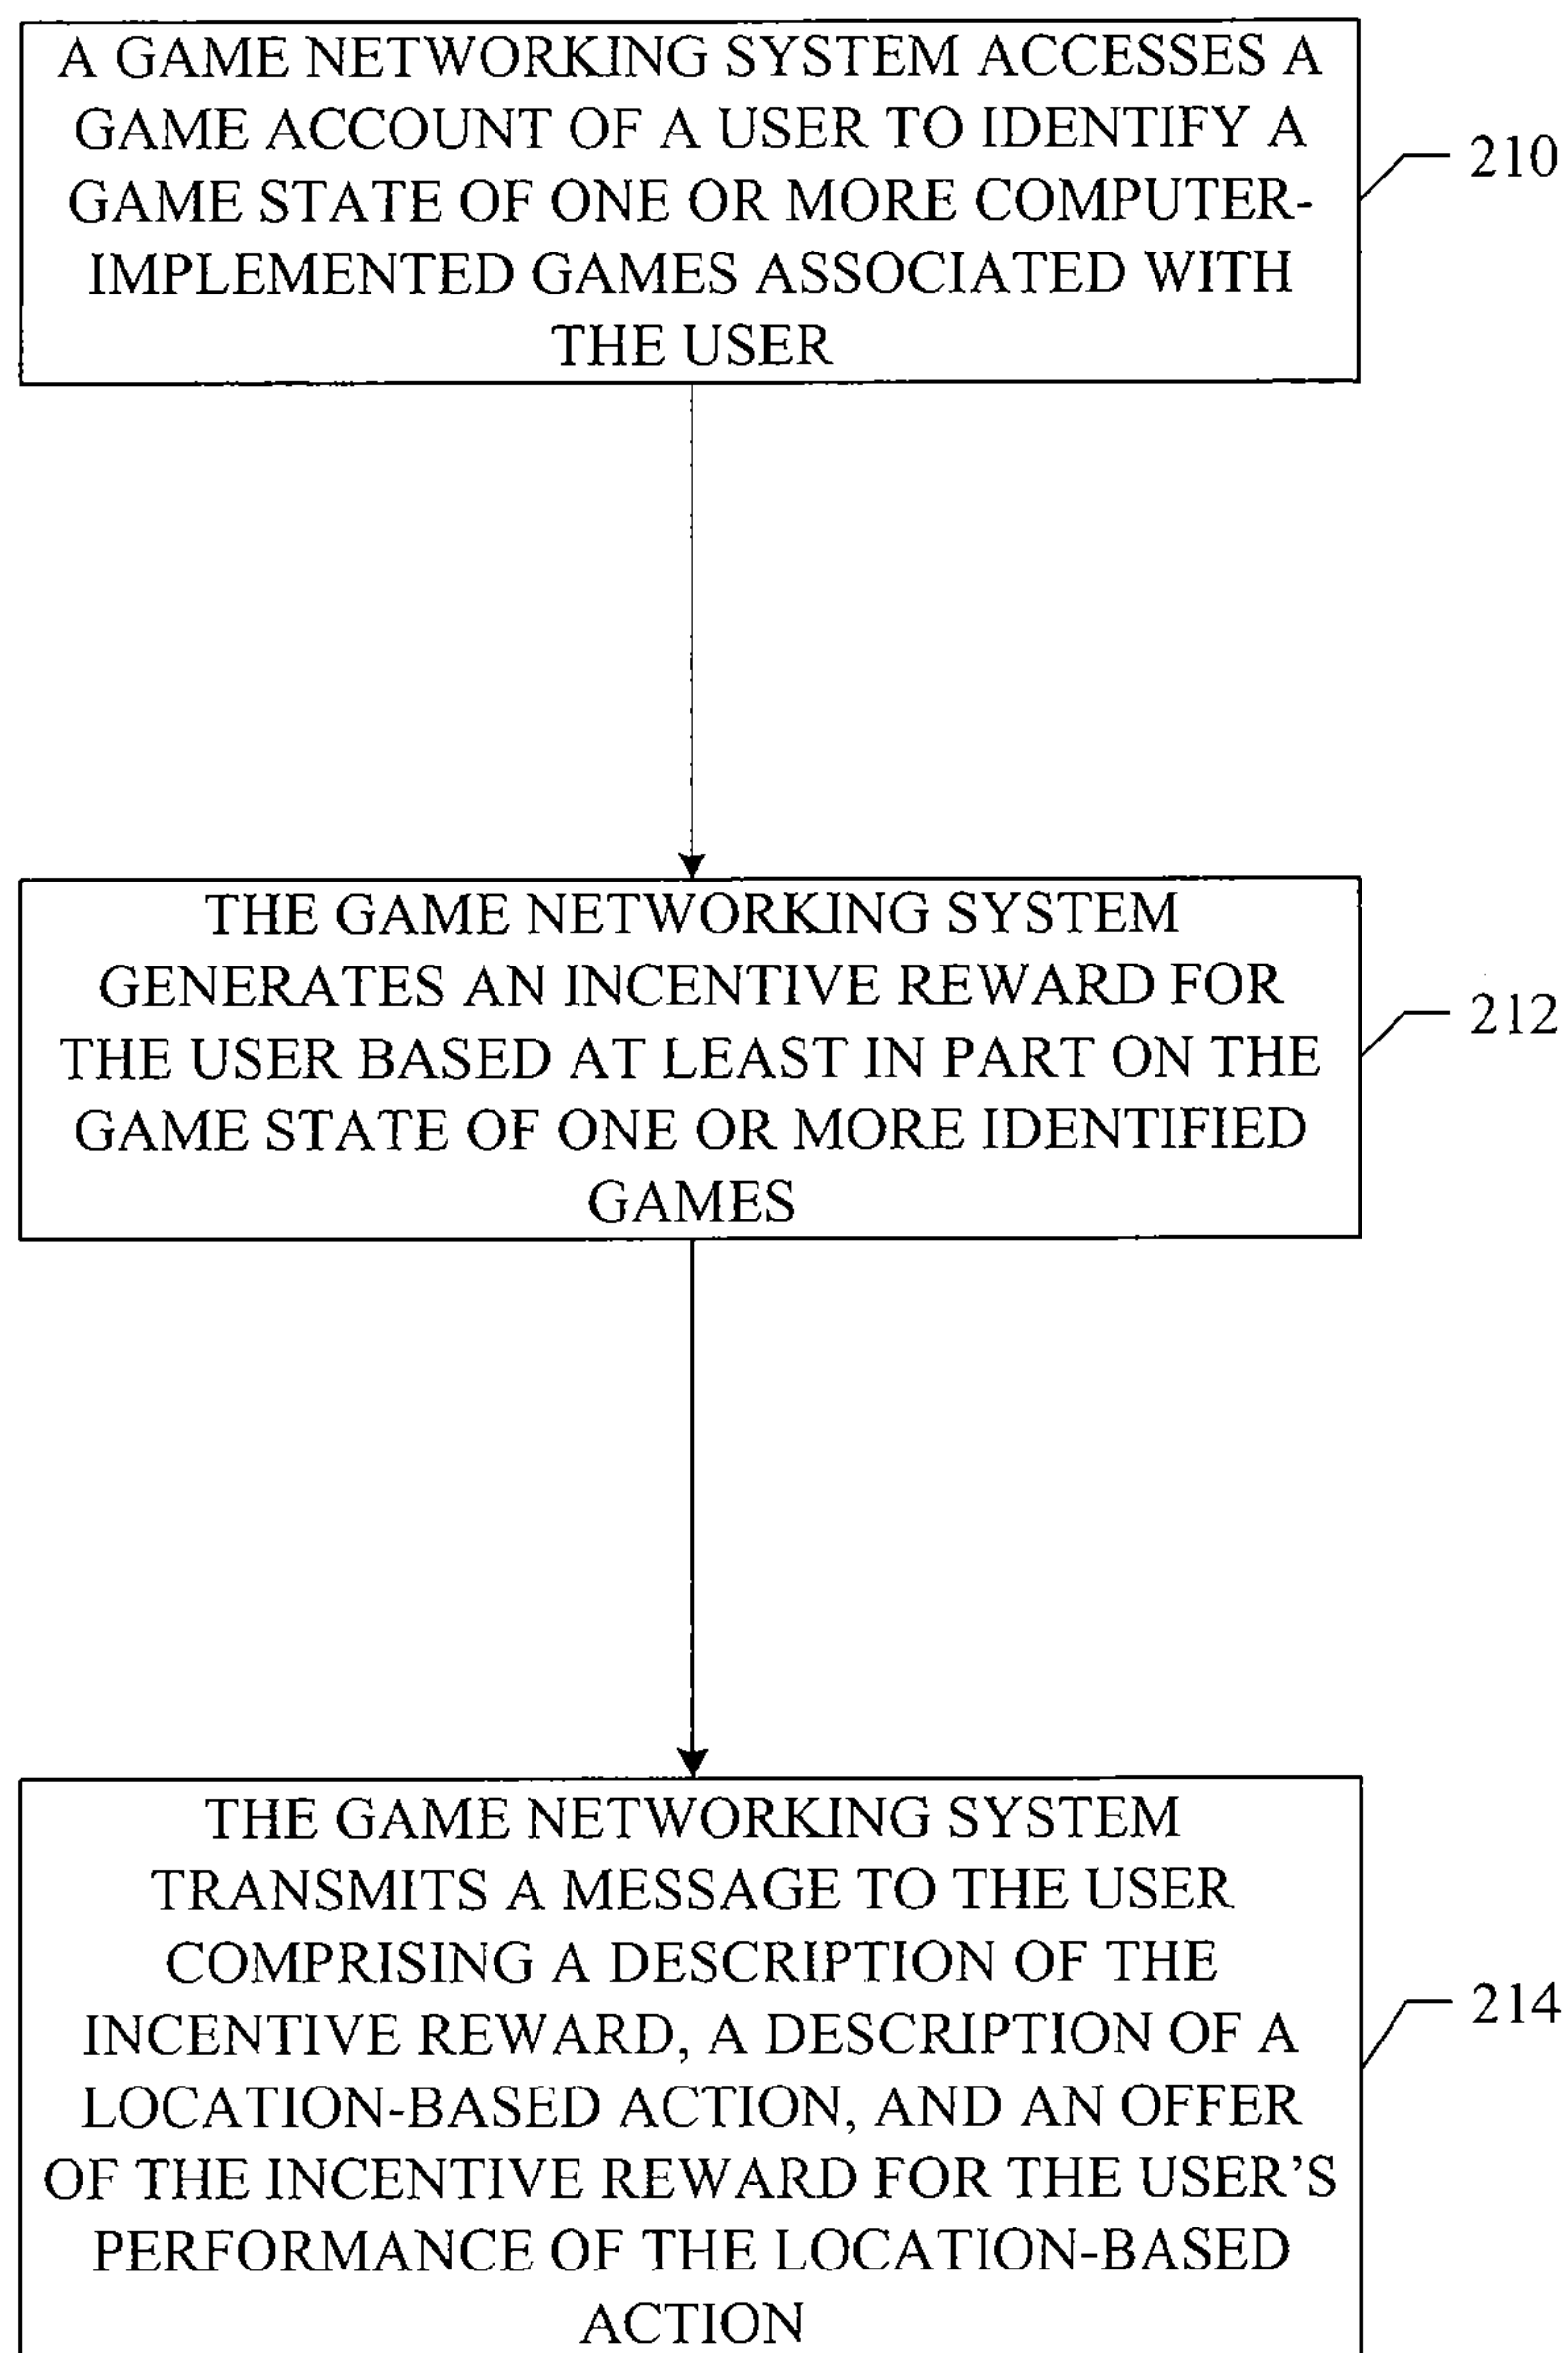 A GAME NETWORKING SYSTEM ACCESSES A
GAME ACCOUNT OF A USER TO IDENTIFY A
GAME STATE OF ONE OR MORE COMPUTER-
IMPLEMENTED GAMES ASSOCIATED WITH
THE USER
210
THE GAME NETWORKING SYSTEM
GENERATES AN INCENTIVE REWARD FOR
THE USER BASED AT LEAST IN PART ON THE
GAME STATE OF ONE OR MORE IDENTIFIED
GAMES
212
THE GAME NETWORKING SYSTEM
TRANSMITS A MESSAGE TO THE USER
COMPRISING A DESCRIPTION OF THE
INCENTIVE REWARD, A DESCRIPTION OF A
LOCATION-BASED ACTION, AND AN OFFER
OF THE INCENTIVE REWARD FOR THE USER’S
PERFORMANCE OF THE LOCATION-BASED
ACTION
214